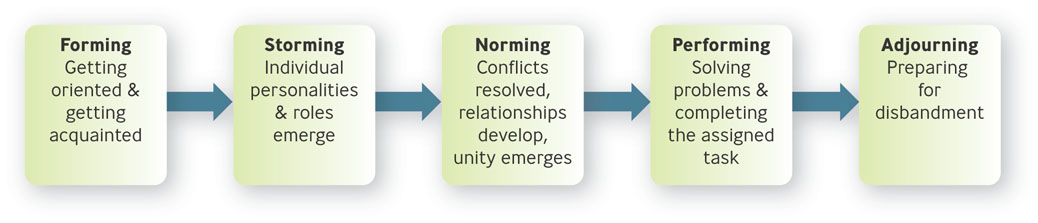 Forming
Getting
oriented &
getting
acquainted
Storming
Individual
personalities
& roles
emerge
Norming
Conflicts
resolved,
relationships
develop,
unity emerges
Performing
Solving
problems &
completing
the assigned
task
Adjourning
Preparing
for
disbandment